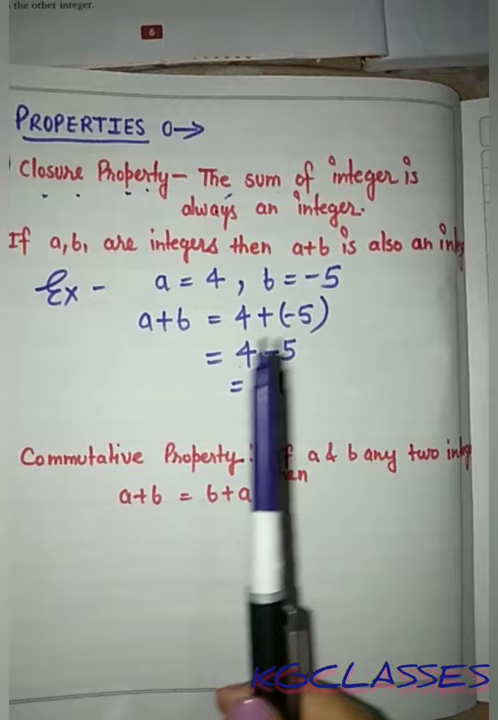 the other integer.
6
PROPERTIES
Closure Property - The sum of integer is
always an integer.
If a, b, are integers then a+b is also an
Ex - a = 4, b = -5
a+b = 4+(-5)
= 4-5
=
Commutative Property: If a & b any two
a+b = b+a
KGCLASSES